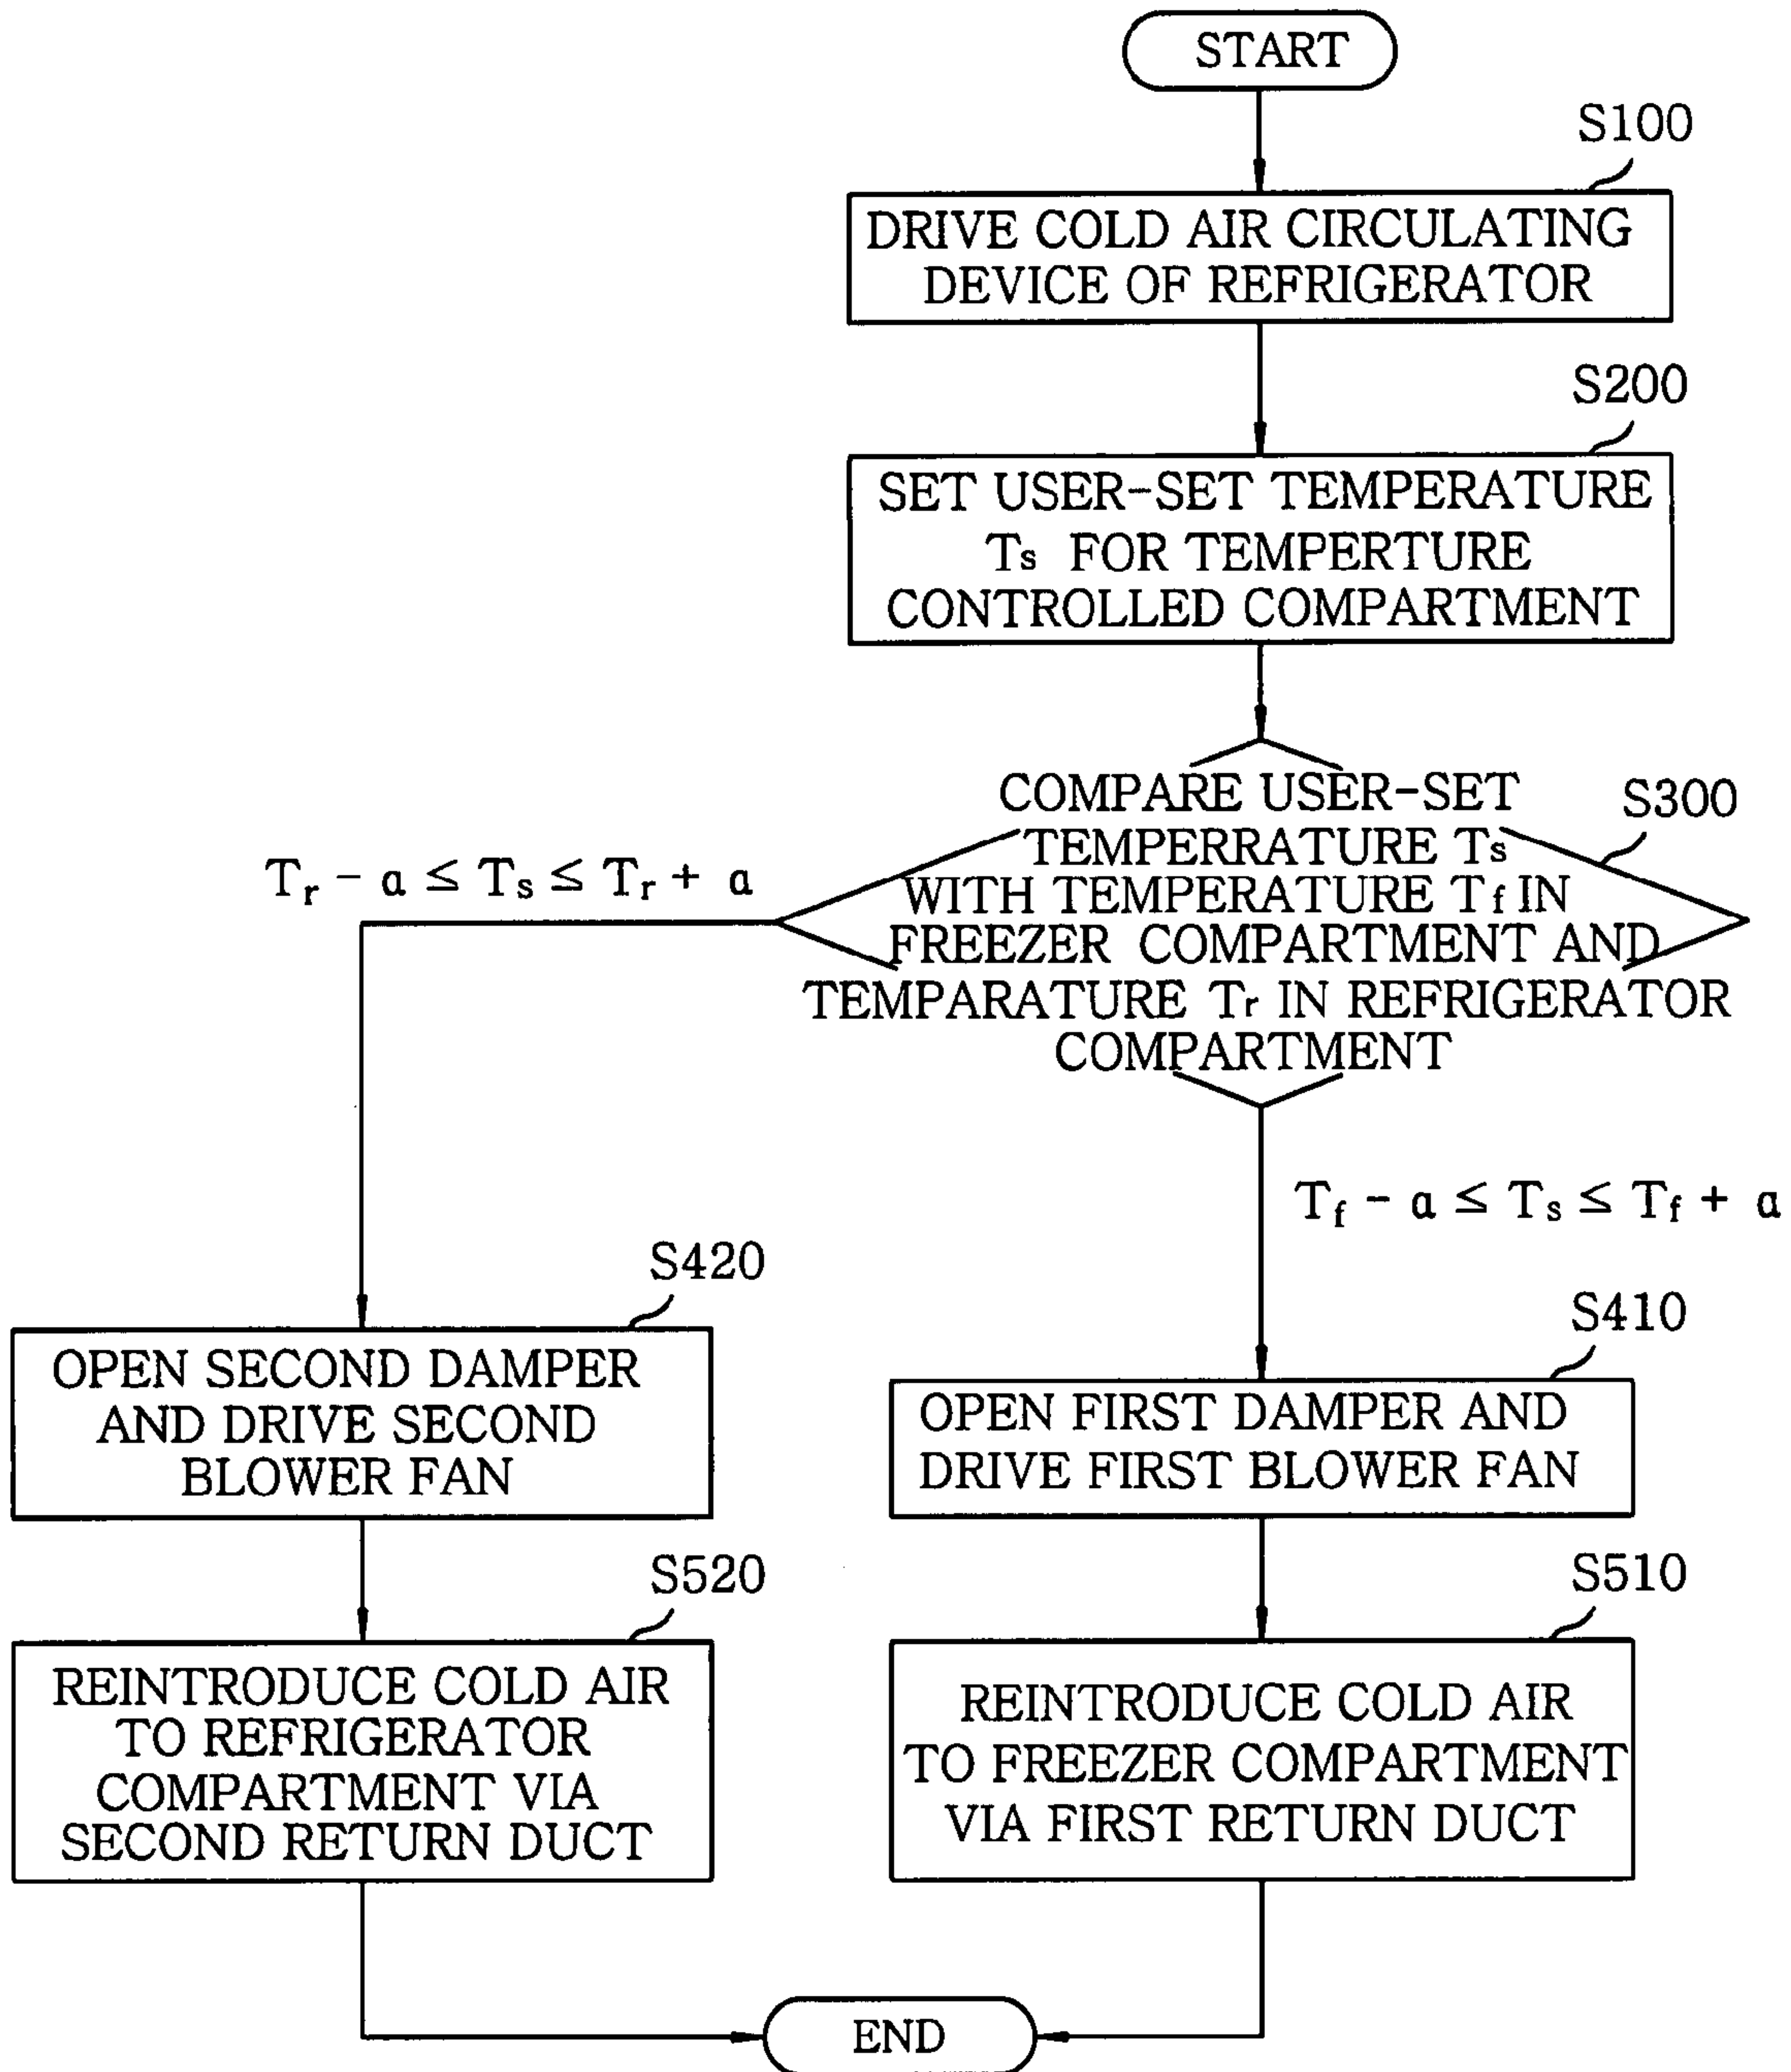 START
S100
DRIVE COLD AIR CIRCULATING
DEVICE OF REFRIGERATOR
S200
SET USER-SET TEMPERATURE
Ts FOR TEMPERTURE
CONTROLLED COMPARTMENT
S300
COMPARE USER-SET
TEMPERRATURE Ts
WITH TEMPERATURE Tf IN
FREEZER COMPARTMENT AND
TEMPARATURE Tr IN REFRIGERATOR
COMPARTMENT
Tr - α ≤ Ts ≤ Tr + α
Tf - α ≤ Ts ≤ Tf + α
S420
OPEN SECOND DAMPER
AND DRIVE SECOND
BLOWER FAN
S410
OPEN FIRST DAMPER AND
DRIVE FIRST BLOWER FAN
S520
REINTRODUCE COLD AIR
TO REFRIGERATOR
COMPARTMENT VIA
SECOND RETURN DUCT
S510
REINTRODUCE COLD AIR
TO FREEZER COMPARTMENT
VIA FIRST RETURN DUCT
END